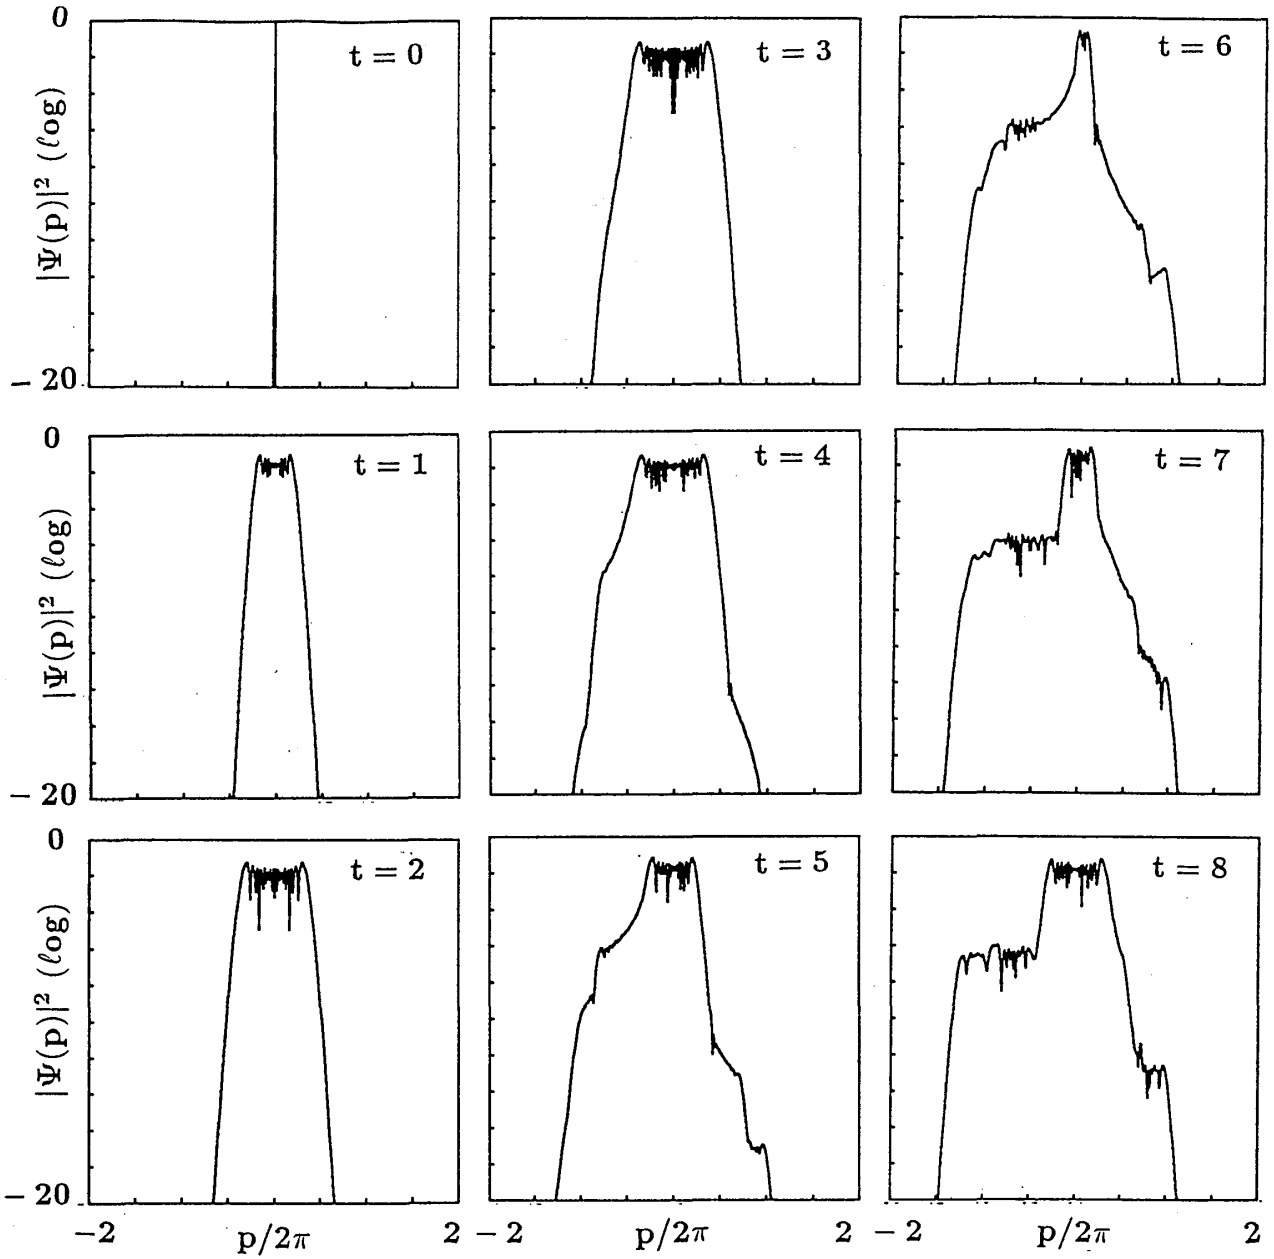 0
t = 0
t = 3
t = 6
|Ψ(p)|² (ℓog)
− 20
0
t = 1
t = 4
t = 7
|Ψ(p)|² (ℓog)
− 20
0
t = 2
t = 5
t = 8
|Ψ(p)|² (ℓog)
− 20
−2 p/2π 2 −2 p/2π 2 −2 p/2π 2